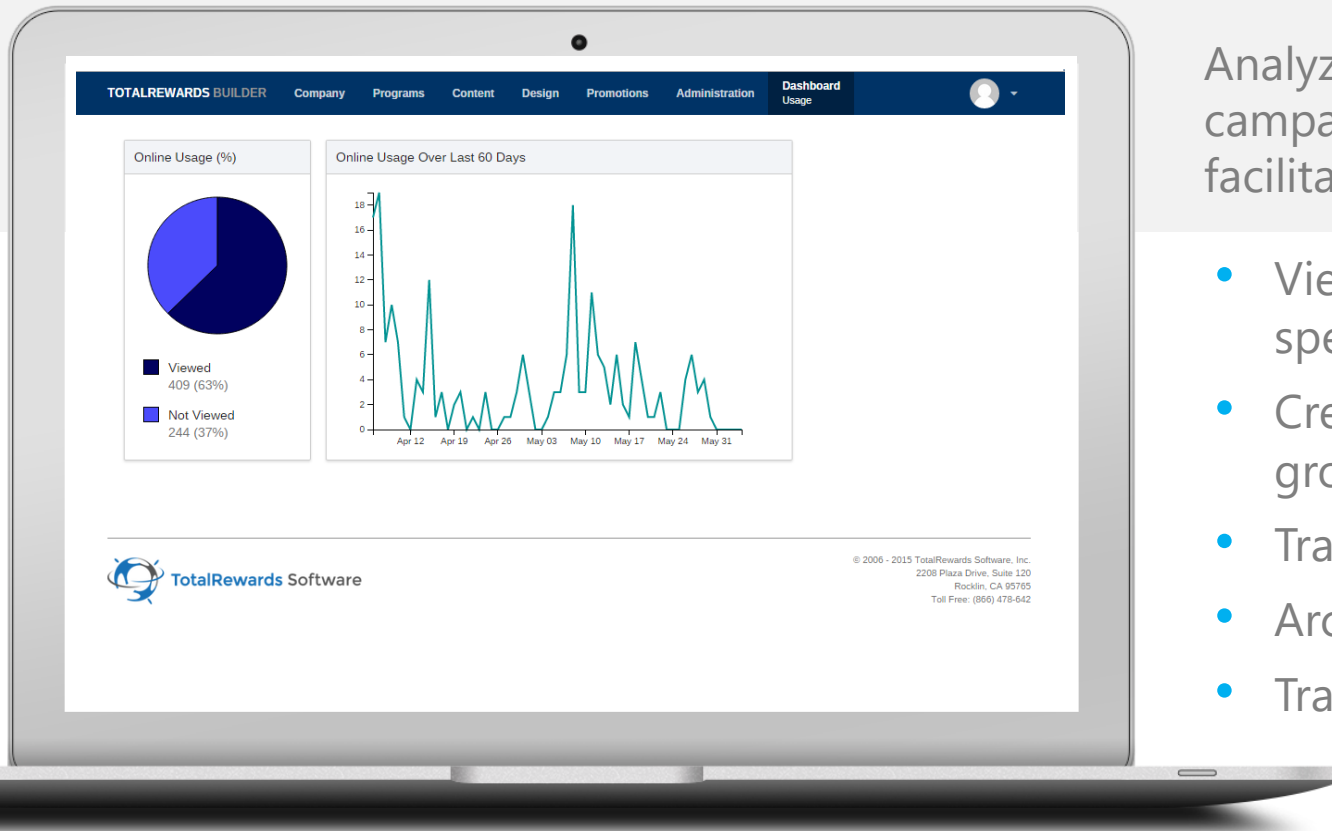 TOTALREWARDS BUILDER Company Programs Content Design Promotions Administration Dashboard
Usage
Online Usage (%)
Viewed
409 (63%)
Not Viewed
244 (37%)
Online Usage Over Last 60 Days
18
16
14
12
10
8
6
4
2
0
Apr 12 Apr 19 Apr 26 May 03 May 10 May 17 May 24 May 31
TotalRewards Software
© 2006 - 2015 TotalRewards Software, Inc.
2208 Plaza Drive, Suite 120
Rocklin, CA 95765
Toll Free: (866) 478-642